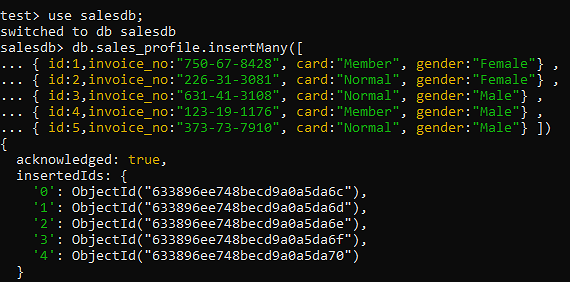 test> use salesdb;
switched to db salesdb
salesdb> db.sales_profile.insertMany([
... { id:1,invoice_no:"750-67-8428", card:"Member", gender:"Female"} ,
... { id:2,invoice_no:"226-31-3081", card:"Normal", gender:"Female"} ,
... { id:3,invoice_no:"631-41-3108", card:"Normal", gender:"Male"} ,
... { id:4,invoice_no:"123-19-1176", card:"Member", gender:"Male"} ,
... { id:5,invoice_no:"373-73-7910", card:"Normal", gender:"Male"} ])
{
  acknowledged: true,
  insertedIds: {
    '0': ObjectId("633896ee748becd9a0a5da6c"),
    '1': ObjectId("633896ee748becd9a0a5da6d"),
    '2': ObjectId("633896ee748becd9a0a5da6e"),
    '3': ObjectId("633896ee748becd9a0a5da6f"),
    '4': ObjectId("633896ee748becd9a0a5da70")
  }